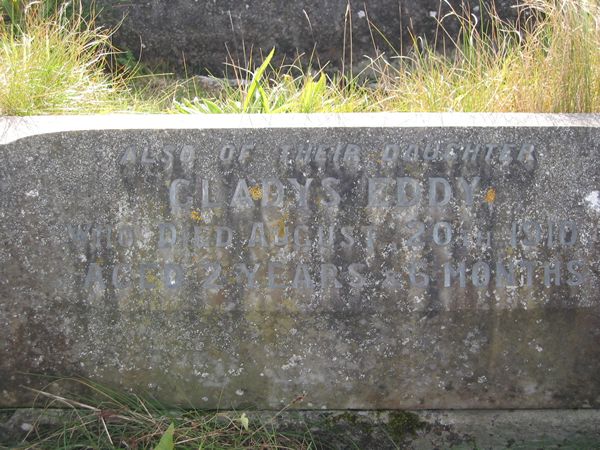 ALSO OF THEIR DAUGHTER
GLADYS EDDY
WHO DIED AUGUST 20TH, 1910
AGED 2 YEARS & 6 MONTHS